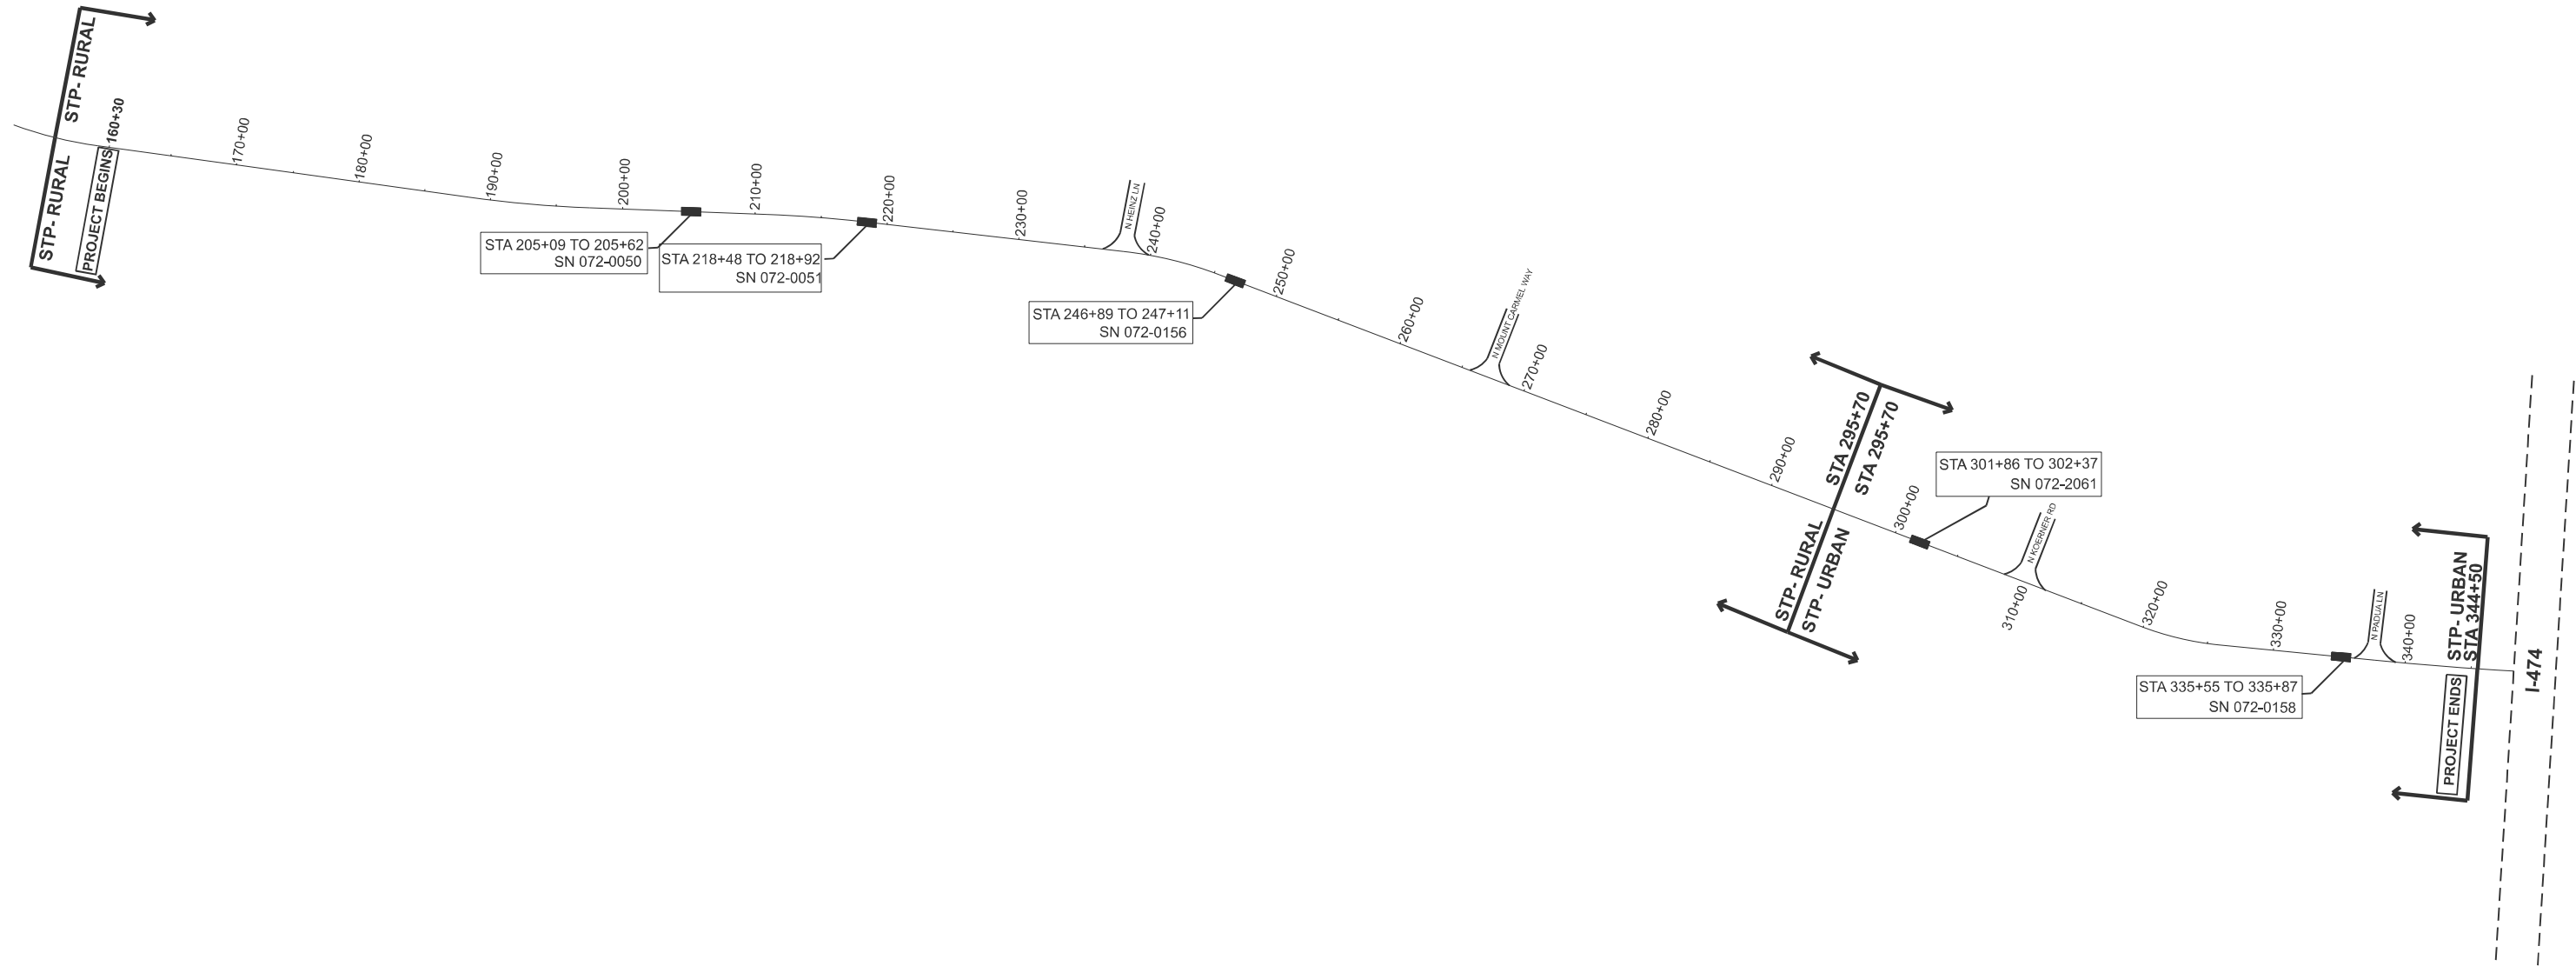 STP- RURAL
STP- RURAL
PROJECT BEGINS
160+30
170+00
180+00
190+00
200+00
210+00
220+00
230+00
240+00
250+00
260+00
270+00
280+00
290+00
300+00
310+00
320+00
330+00
340+00
STA 205+09 TO 205+62
SN 072-0050
STA 218+48 TO 218+92
SN 072-0051
N HEINZ LN
STA 246+89 TO 247+11
SN 072-0156
N MOUNT CARMEL WAY
STA 295+70
STA 295+70
STP- RURAL
STP- URBAN
STA 301+86 TO 302+37
SN 072-2061
N KOERNER RD
STA 335+55 TO 335+87
SN 072-0158
N PADUA LN
STP- URBAN
STA 344+50
PROJECT ENDS
I-474